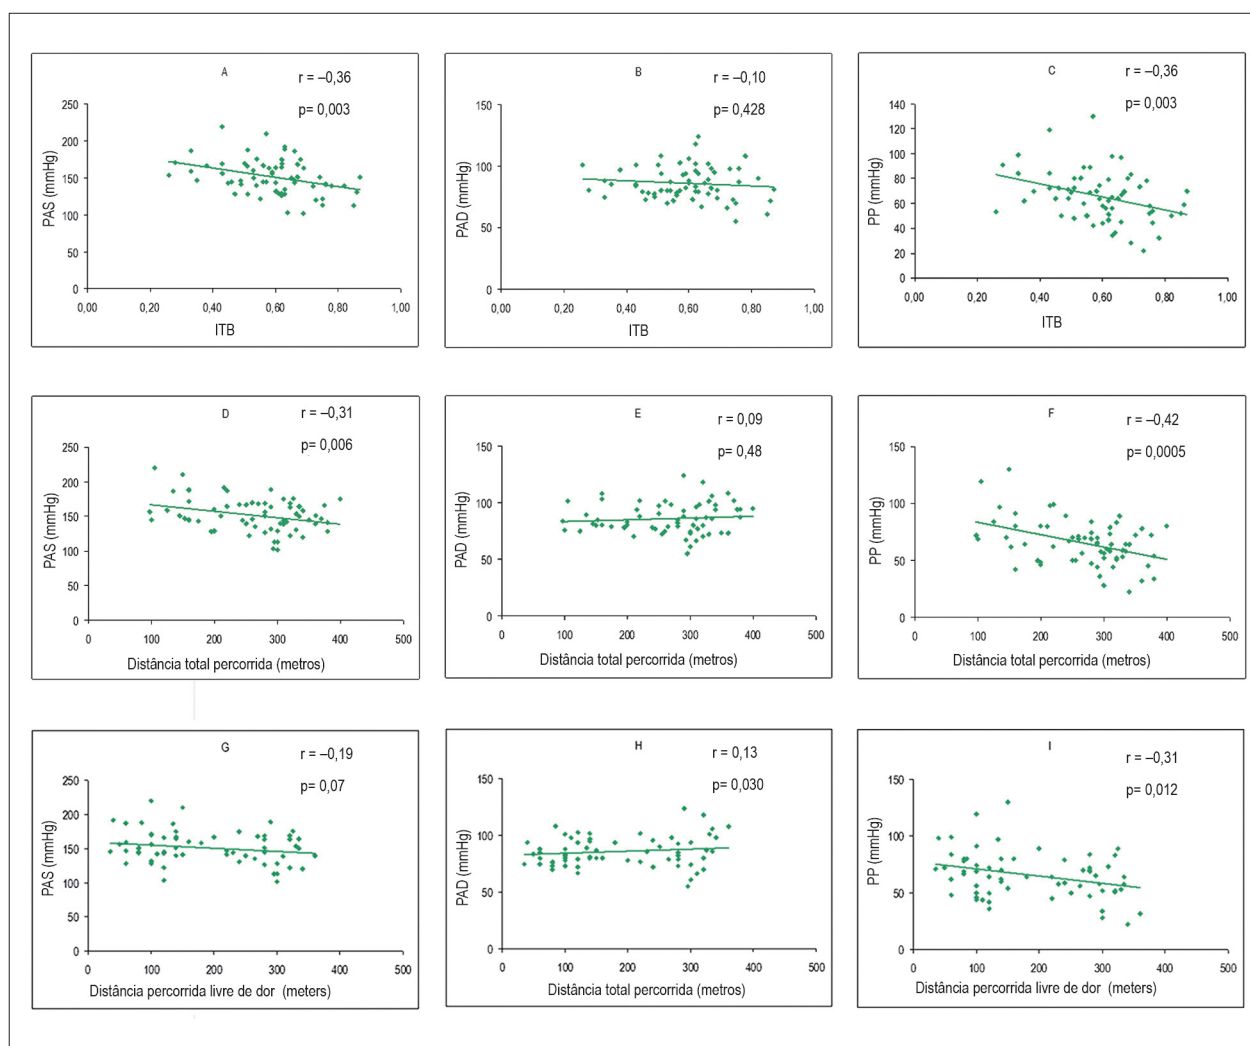 A
r = –0,36
p= 0,003
250
200
150
100
50
0
PAS (mmHg)
0,00 0,20 0,40 0,60 0,80 1,00
ITB
B
r = –0,10
p= 0,428
150
100
50
0
PAD (mmHg)
0,00 0,20 0,40 0,60 0,80 1,00
ITB
C
r = –0,36
p= 0,003
140
120
100
80
60
40
20
0
PP (mmHg)
0,00 0,20 0,40 0,60 0,80 1,00
ITB
D
r = –0,31
p= 0,006
250
200
150
100
50
0
PAS (mmHg)
0 100 200 300 400 500
Distância total percorrida (metros)
E
r = 0,09
p= 0,48
150
100
50
0
PAD (mmHg)
0 100 200 300 400 500
Distância total percorrida (metros)
F
r = –0,42
p= 0,0005
150
100
50
0
PP (mmHg)
0 100 200 300 400 500
Distância total percorrida (metros)
G
r = –0,19
p= 0,07
250
200
150
100
50
0
PAS (mmHg)
0 100 200 300 400 500
Distância percorrida livre de dor (meters)
H
r = 0,13
p= 0,030
150
100
50
0
PAD (mmHg)
0 100 200 300 400 500
Distância total percorrida (metros)
I
r = –0,31
p= 0,012
150
100
50
0
PP (mmHg)
0 100 200 300 400 500
Distância percorrida livre de dor (meters)